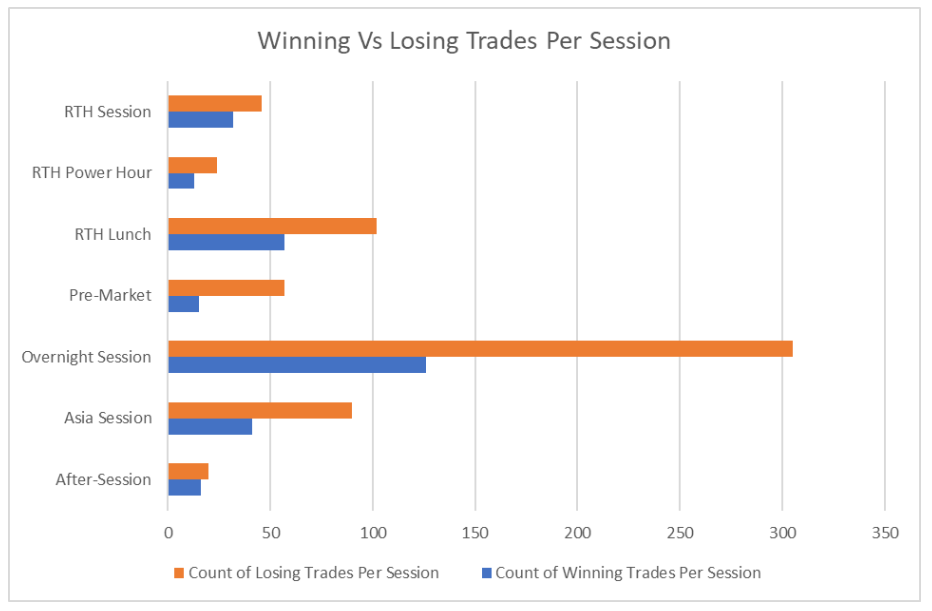 Winning Vs Losing Trades Per Session
RTH Session
RTH Power Hour
RTH Lunch
Pre-Market
Overnight Session
Asia Session
After-Session
0 50 100 150 200 250 300 350
Count of Losing Trades Per Session Count of Winning Trades Per Session